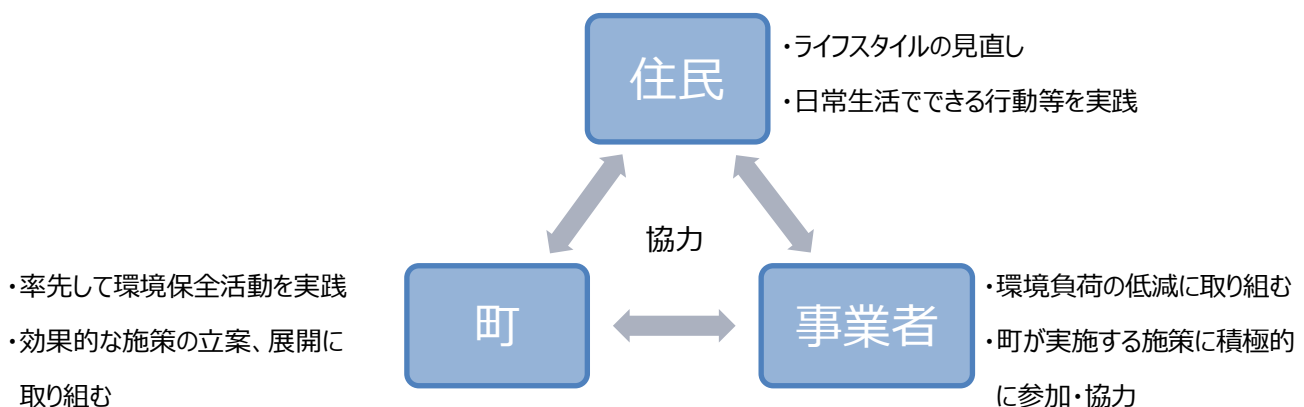 住民
・ライフスタイルの見直し
・日常生活でできる行動等を実践
協力
町
・率先して環境保全活動を実践
・効果的な施策の立案、展開に
取り組む
事業者
・環境負荷の低減に取り組む
・町が実施する施策に積極的
に参加・協力